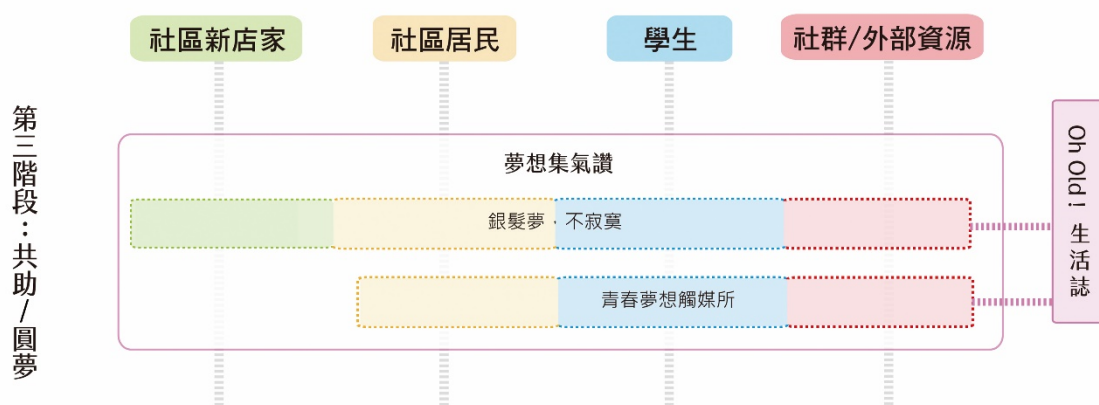 社區新店家
社區居民
學生
社群/外部資源
第三階段：共助/圓夢
夢想集氣讚
銀髮夢．不寂寞
青春夢想觸媒所
Oh Old！ 生活誌